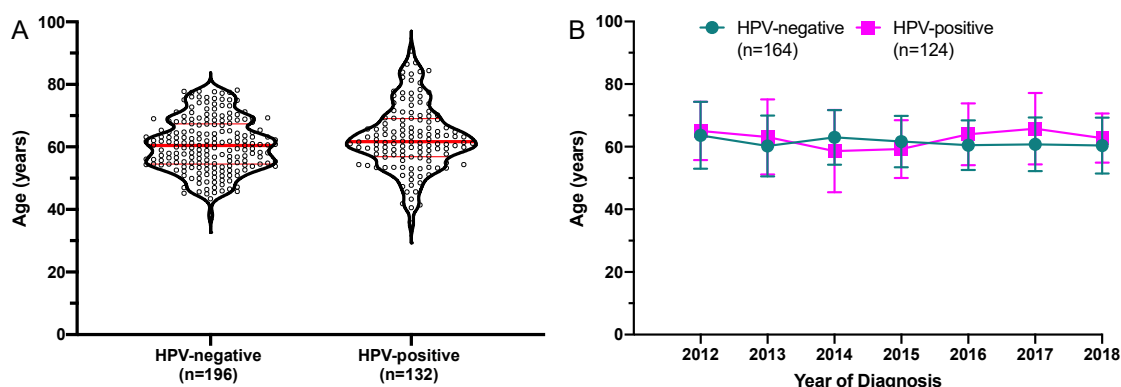 A
Age (years)
100
80
60
40
20
0
HPV-negative
(n=196)
HPV-positive
(n=132)
B
HPV-negative
(n=164)
HPV-positive
(n=124)
Age (years)
100
80
60
40
20
0
2012 2013 2014 2015 2016 2017 2018
Year of Diagnosis